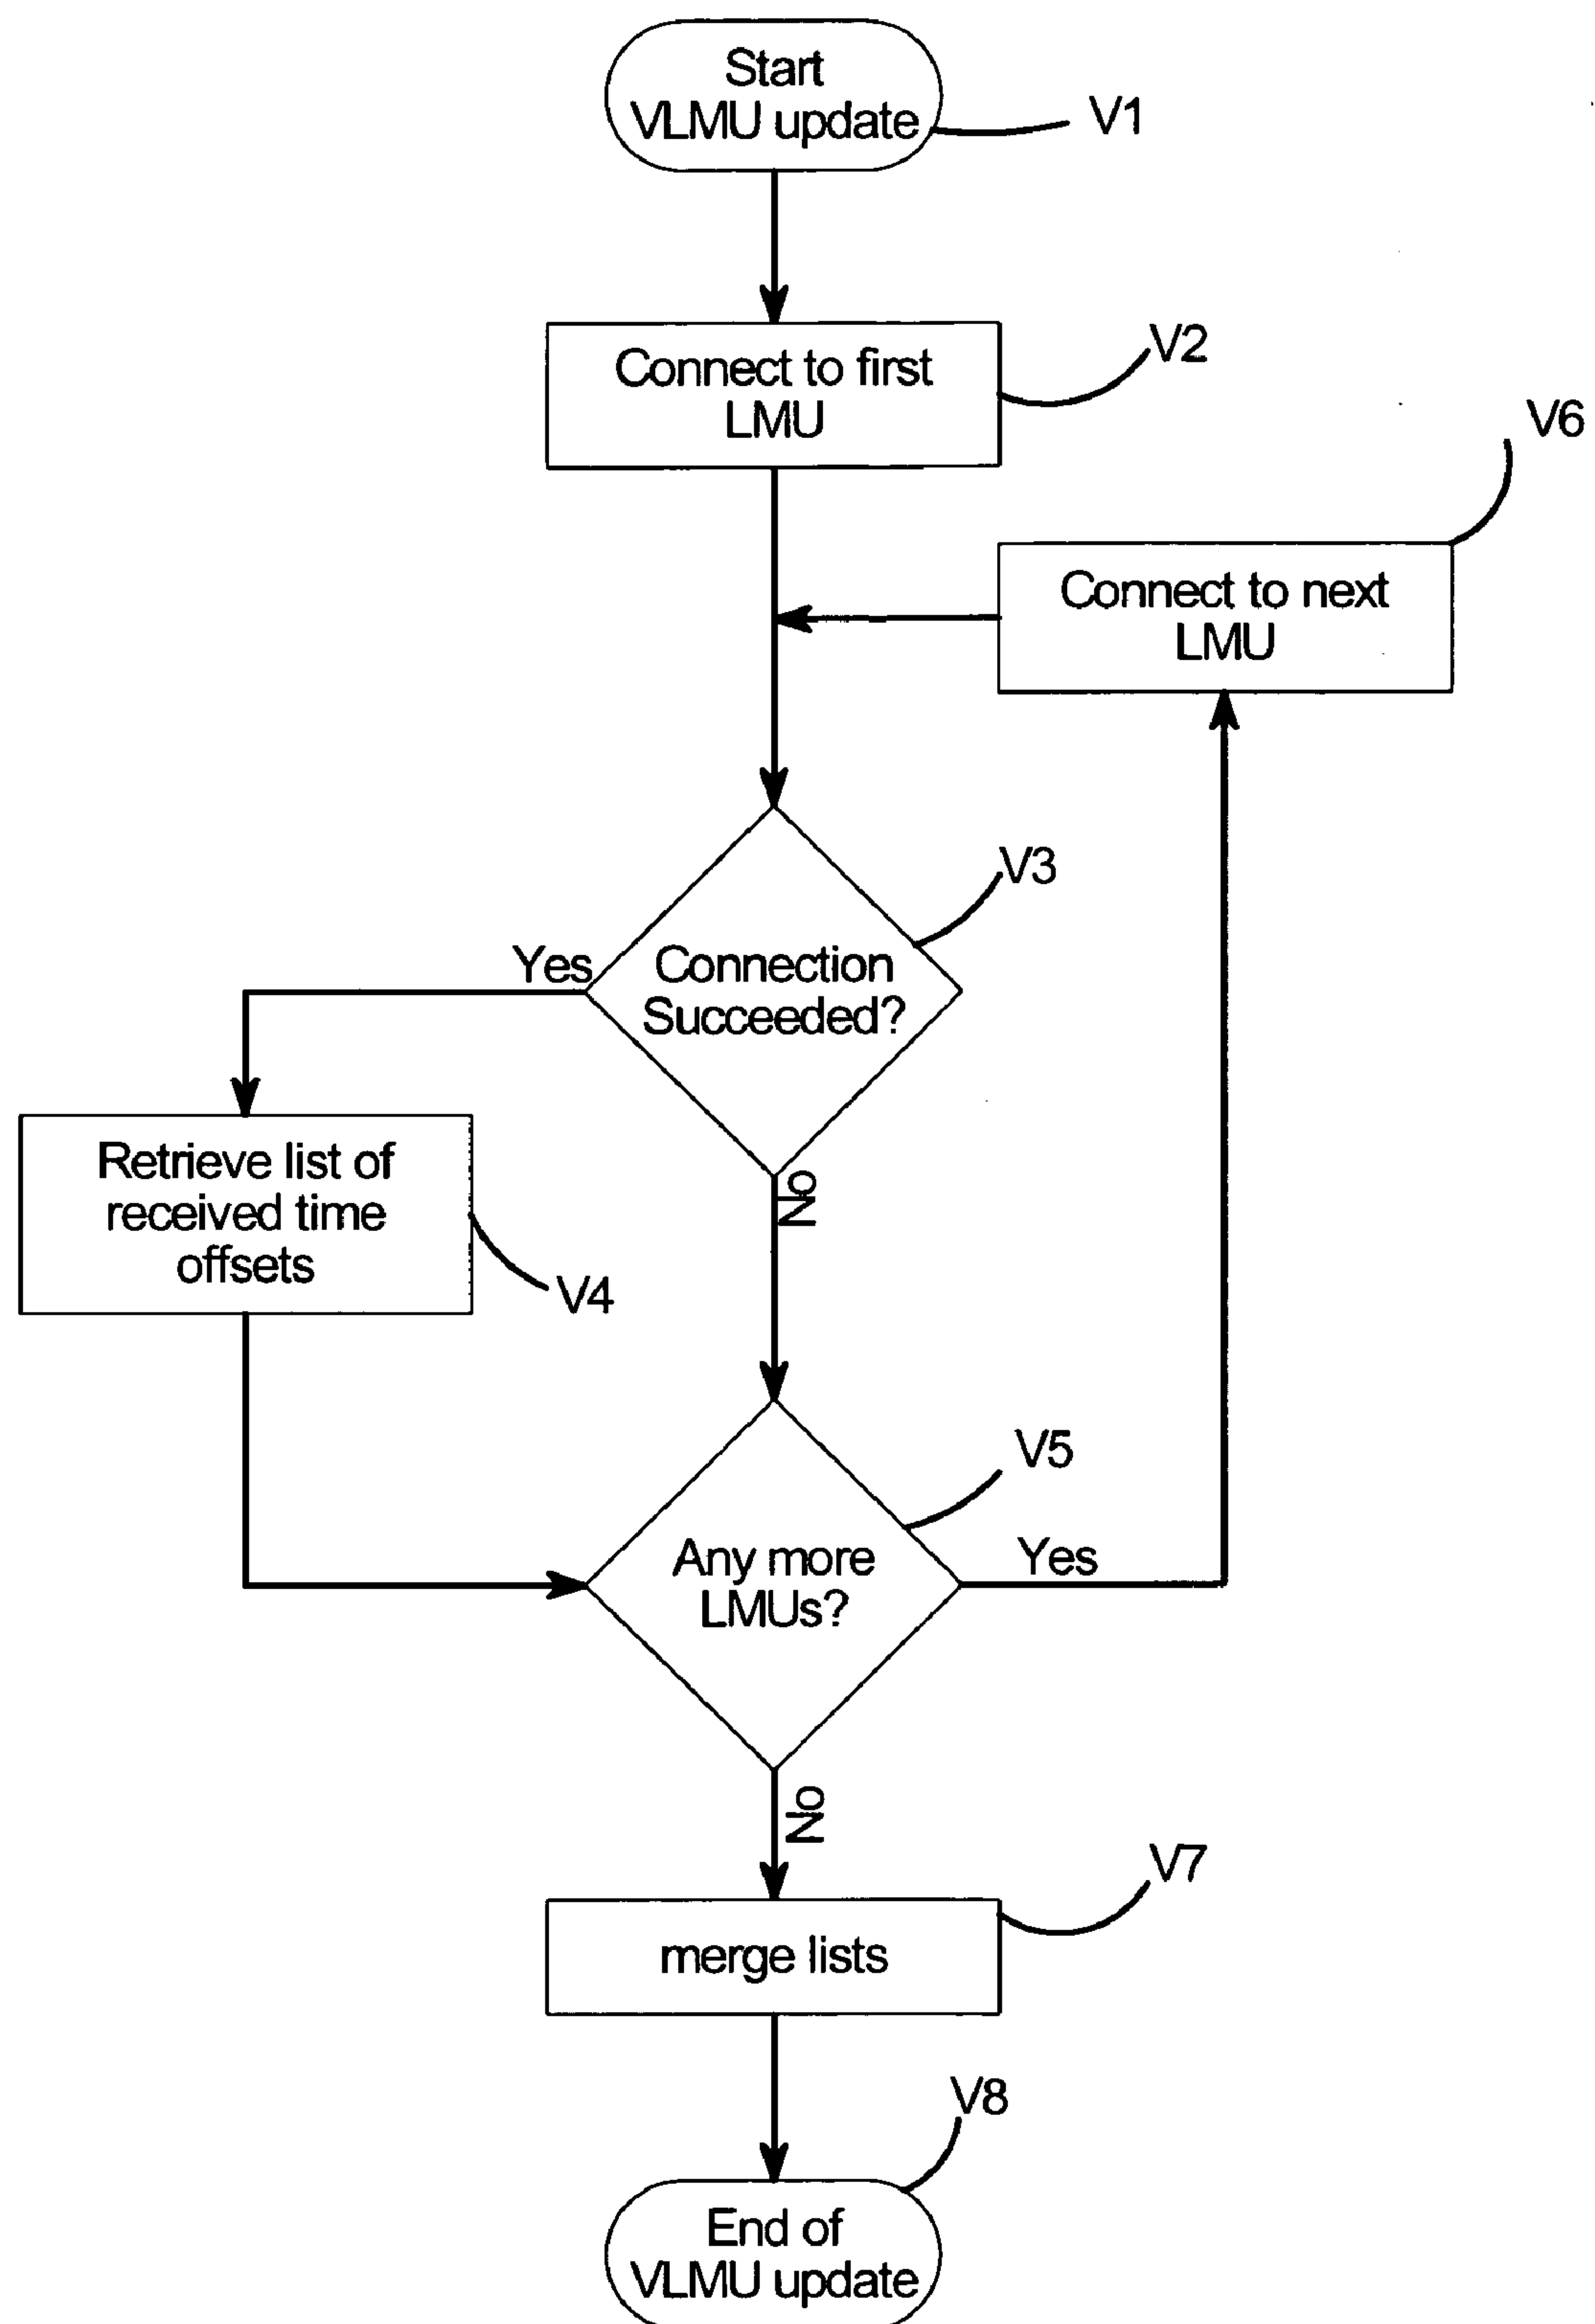 Start
VLMU update
V1
Connect to first
LMU
V2
V6
Connect to next
LMU
V3
Yes
Connection
Succeeded?
No
Retrieve list of
received time
offsets
V4
V5
Any more
LMUs?
Yes
No
V7
merge lists
V8
End of
VLMU update